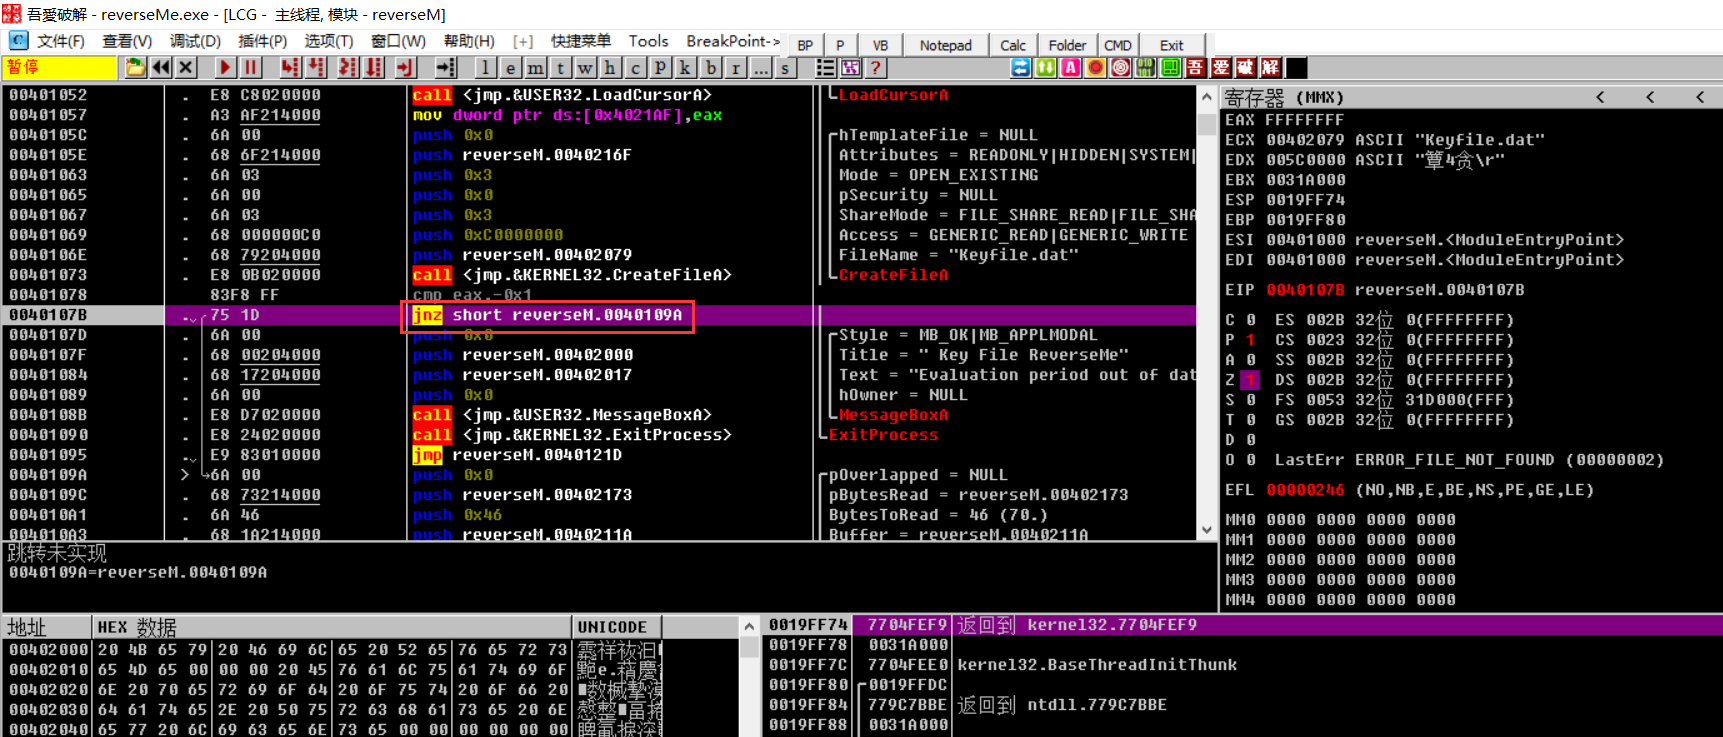 吾愛破解 - reverseMe.exe - [LCG - 主线程, 模块 - reverseM]
C 文件(F) 查看(V) 调试(D) 插件(P) 选项(T) 窗口(W) 帮助(H) [+] 快捷菜单 Tools BreakPoint-> BP P VB Notepad Calc Folder CMD Exit
暂停 l e m t w h c p k b r ... s ? 吾 爱 破 解
00401052 . E8 C8020000 call <jmp.&USER32.LoadCursorA> LoadCursorA
00401057 . A3 AF214000 mov dword ptr ds:[0x4021AF],eax
0040105C . 6A 00 push 0x0 hTemplateFile = NULL
0040105E . 68 6F214000 push reverseM.0040216F Attributes = READONLY|HIDDEN|SYSTEM|
00401063 . 6A 03 push 0x3 Mode = OPEN_EXISTING
00401065 . 6A 00 push 0x0 pSecurity = NULL
00401067 . 6A 03 push 0x3 ShareMode = FILE_SHARE_READ|FILE_SHA
00401069 . 68 000000C0 push 0xC0000000 Access = GENERIC_READ|GENERIC_WRITE
0040106E . 68 79204000 push reverseM.00402079 FileName = "Keyfile.dat"
00401073 . E8 0B020000 call <jmp.&KERNEL32.CreateFileA> CreateFileA
00401078 . 83F8 FF cmp eax,-0x1
0040107B . 75 1D jnz short reverseM.0040109A
0040107D . 6A 00 push 0x0 Style = MB_OK|MB_APPLMODAL
0040107F . 68 00204000 push reverseM.00402000 Title = " Key File ReverseMe"
00401084 . 68 17204000 push reverseM.00402017 Text = "Evaluation period out of dat
00401089 . 6A 00 push 0x0 hOwner = NULL
0040108B . E8 D7020000 call <jmp.&USER32.MessageBoxA> MessageBoxA
00401090 . E8 24020000 call <jmp.&KERNEL32.ExitProcess> ExitProcess
00401095 . E9 83010000 jmp reverseM.0040121D
0040109A > 6A 00 push 0x0 pOverlapped = NULL
0040109C . 68 73214000 push reverseM.00402173 pBytesRead = reverseM.00402173
004010A1 . 6A 46 push 0x46 BytesToRead = 46 (70.)
004010A3 . 68 1A214000 push reverseM.0040211A Buffer = reverseM.0040211A
跳转未实现
0040109A=reverseM.0040109A
寄存器 (MMX) < < <
EAX FFFFFFFF
ECX 00402079 ASCII "Keyfile.dat"
EDX 005C0000 ASCII "簟4贪\r"
EBX 0031A000
ESP 0019FF74
EBP 0019FF80
ESI 00401000 reverseM.<ModuleEntryPoint>
EDI 00401000 reverseM.<ModuleEntryPoint>
EIP 0040107B reverseM.0040107B
C 0 ES 002B 32位 0(FFFFFFFF)
P 1 CS 0023 32位 0(FFFFFFFF)
A 0 SS 002B 32位 0(FFFFFFFF)
Z 1 DS 002B 32位 0(FFFFFFFF)
S 0 FS 0053 32位 31D000(FFF)
T 0 GS 002B 32位 0(FFFFFFFF)
D 0
O 0 LastErr ERROR_FILE_NOT_FOUND (00000002)
EFL 00000246 (NO,NB,E,BE,NS,PE,GE,LE)
MM0 0000 0000 0000 0000
MM1 0000 0000 0000 0000
MM2 0000 0000 0000 0000
MM3 0000 0000 0000 0000
MM4 0000 0000 0000 0000
地址 HEX 数据 UNICODE
00402000 20 4B 65 79 20 46 69 6C 65 20 52 65 76 65 72 73
00402010 65 4D 65 00 00 00 20 45 76 61 6C 75 61 74 69 6F
00402020 6E 20 70 65 72 69 6F 64 20 6F 75 74 20 6F 66 20
00402030 64 61 74 65 2E 20 50 75 72 63 68 61 73 65 20 6E
00402040 65 77 20 6C 69 63 65 6E 73 65 00 00 00 00 00 00
0019FF74 7704FEF9 返回到 kernel32.7704FEF9
0019FF78 0031A000
0019FF7C 7704FEE0 kernel32.BaseThreadInitThunk
0019FF80 0019FFDC
0019FF84 779C7BBE 返回到 ntdll.779C7BBE
0019FF88 0031A000